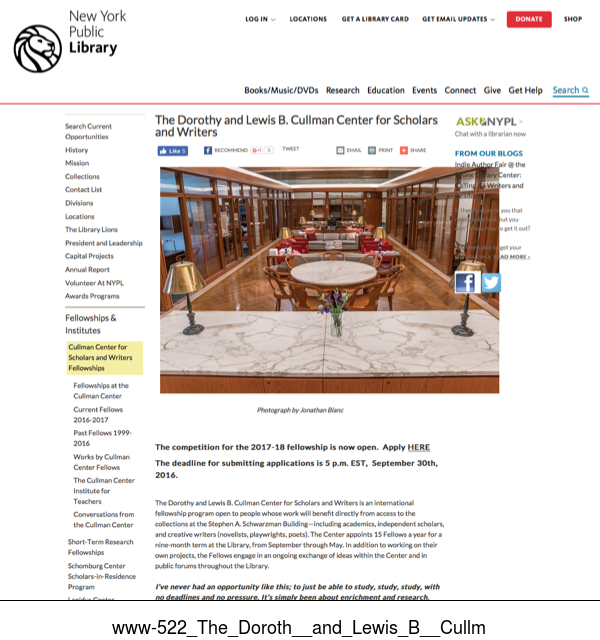 New York
Public
Library
LOG IN
LOCATIONS
GET A LIBRARY CARD
GET EMAIL UPDATES
DONATE
SHOP
Books/Music/DVDs Research Education Events Connect Give Get Help Search
Search Current
Opportunities
History
Mission
Collections
Contact List
Divisions
Locations
The Library Lions
President and Leadership
Capital Projects
Annual Report
Volunteer At NYPL
Awards Programs
Fellowships &
Institutes
Cullman Center for
Scholars and Writers
Fellowships
Fellowships at the
Cullman Center
Current Fellows
2016-2017
Past Fellows 1999-
2016
Works by Cullman
Center Fellows
The Cullman Center
Institute for
Teachers
Conversations from
the Cullman Center
Short-Term Research
Fellowships
Schomburg Center
Scholars-in-Residence
Program
The Dorothy and Lewis B. Cullman Center for Scholars
and Writers
Like 5
RECOMMEND
G+1 0
TWEET
EMAIL
PRINT
SHARE
Photograph by Jonathan Blanc
The competition for the 2017-18 fellowship is now open. Apply HERE
The deadline for submitting applications is 5 p.m. EST, September 30th,
2016.
The Dorothy and Lewis B. Cullman Center for Scholars and Writers is an international
fellowship program open to people whose work will benefit directly from access to the
collections at the Stephen A. Schwarzman Building—including academics, independent scholars,
and creative writers (novelists, playwrights, poets). The Center appoints 15 Fellows a year for a
nine-month term at the Library, from September through May. In addition to working on their
own projects, the Fellows engage in an ongoing exchange of ideas within the Center and in
public forums throughout the Library.
I've never had an opportunity like this; to just be able to study, study, study, with
no deadlines and no pressure. It's simply been about enrichment and research.
ASK NYPL
Chat with a librarian now
FROM OUR BLOGS
Indie Author Fair @ the
Center:
Writers and
you that
but you
o get it out?
get your
AD MORE ›
www-522_The_Doroth__and_Lewis_B__Cullm